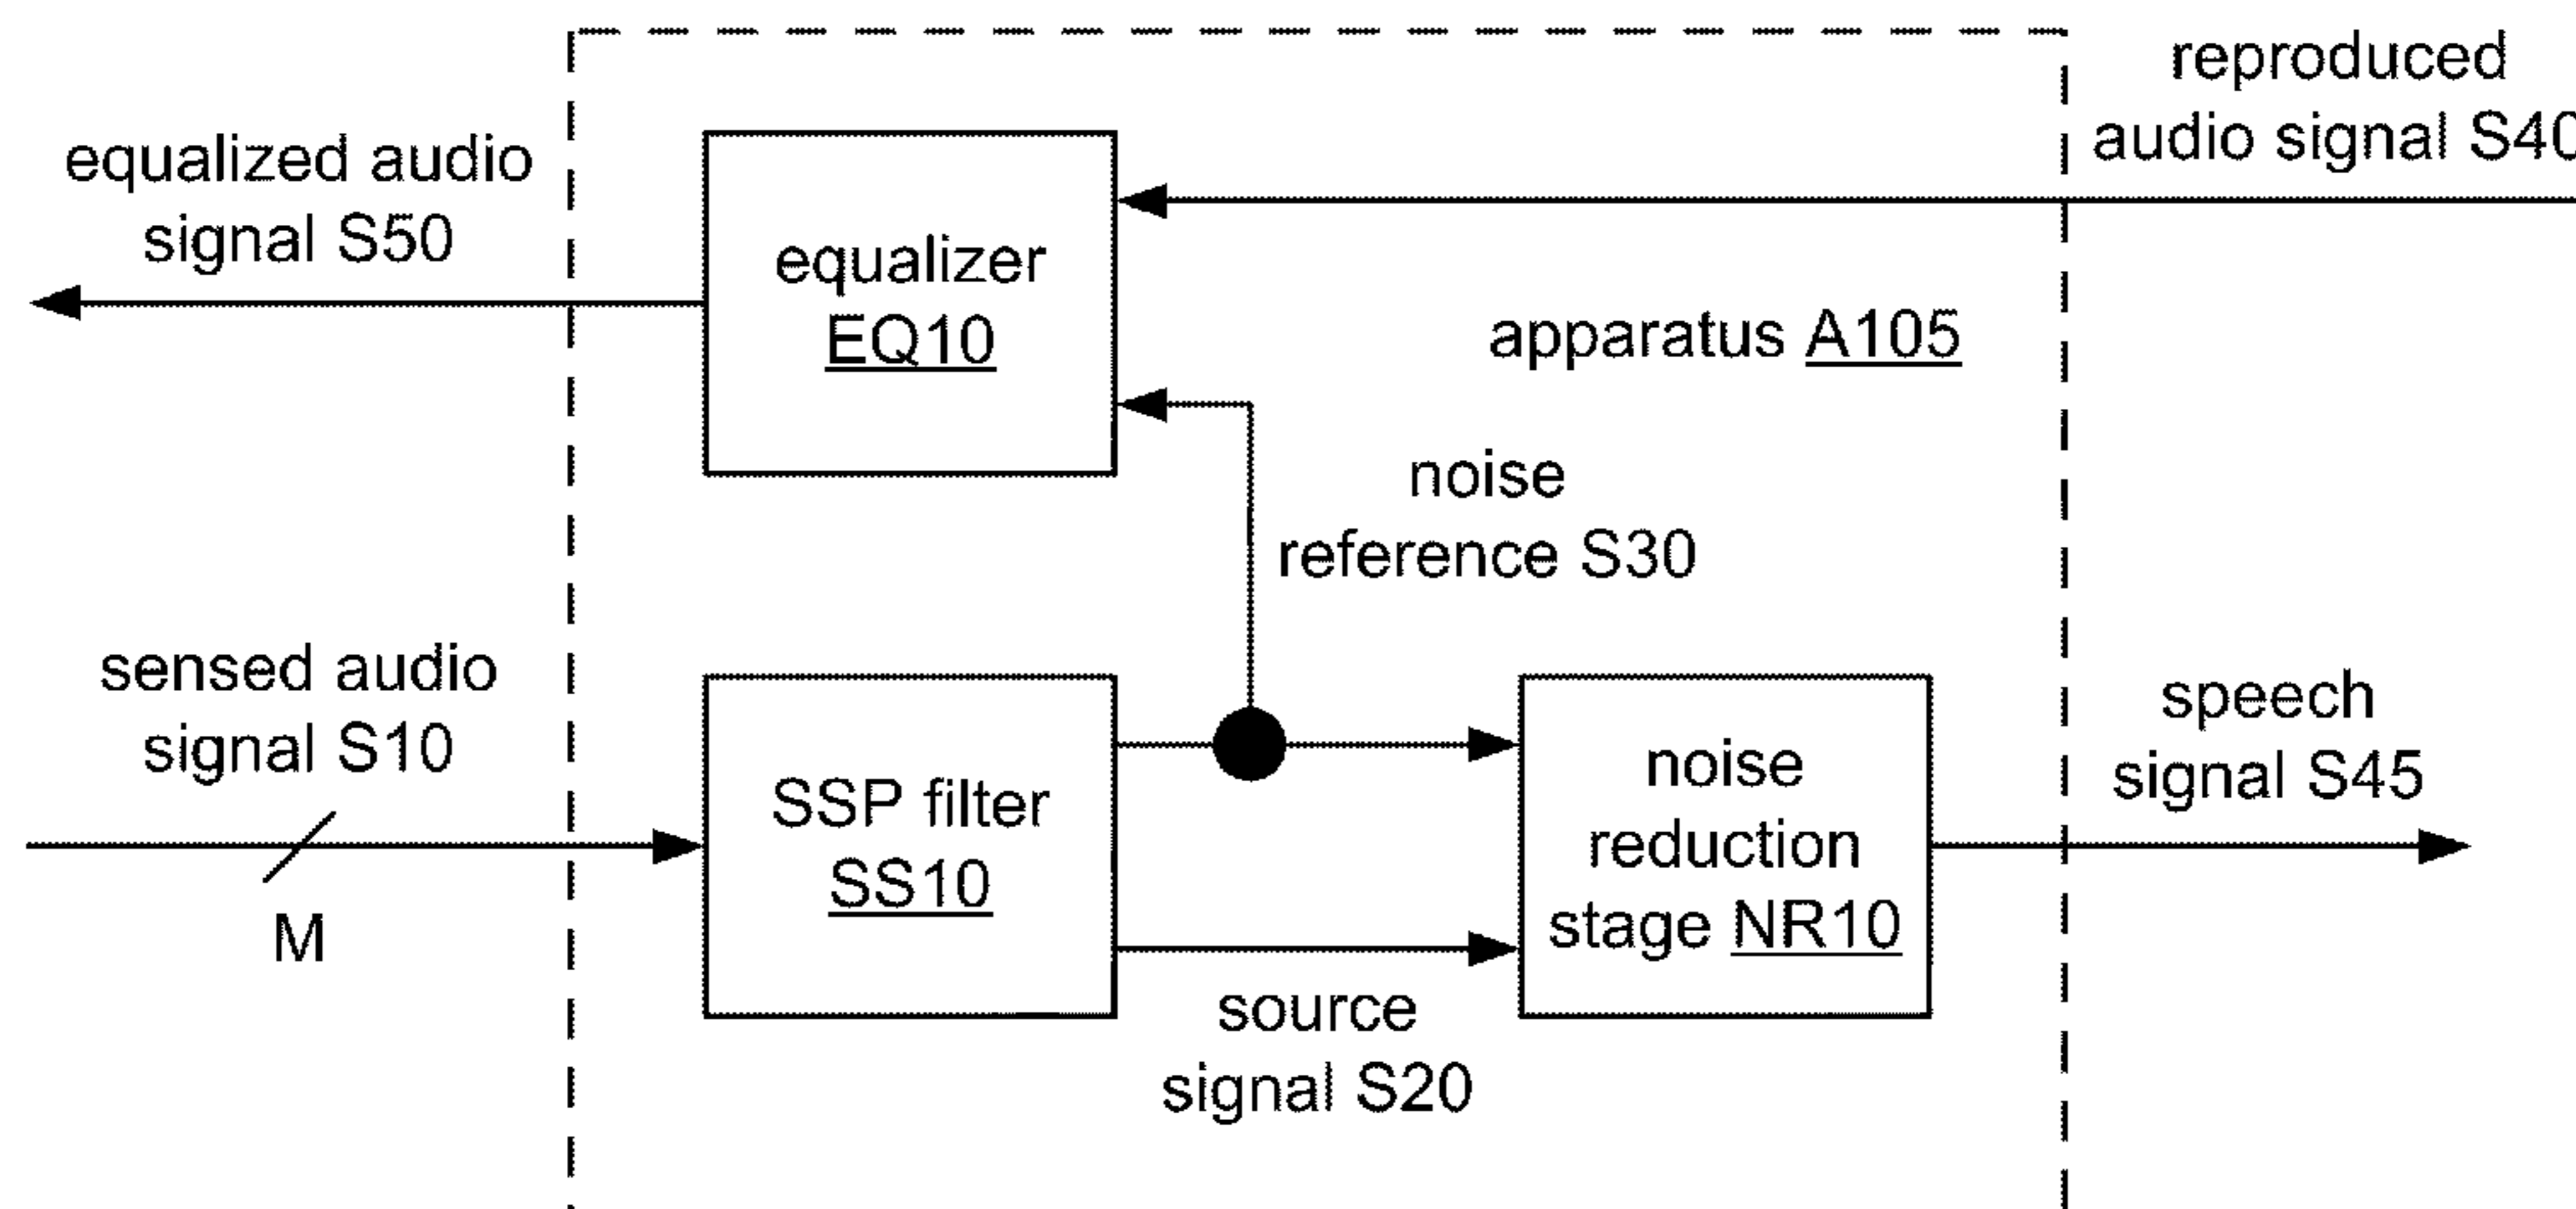 reproduced
audio signal S40
equalized audio
signal S50
equalizer
EQ10
apparatus A105
noise
reference S30
sensed audio
signal S10
M
SSP filter
SS10
noise
reduction
stage NR10
speech
signal S45
source
signal S20